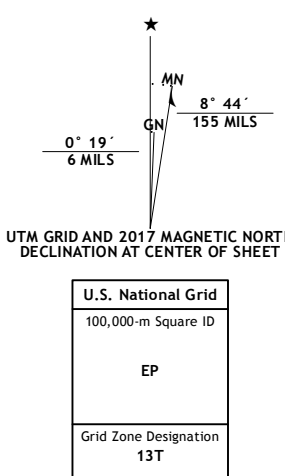 ★
MN
8° 44´
155 MILS
GN
0° 19´
6 MILS
UTM GRID AND 2017 MAGNETIC NORT
DECLINATION AT CENTER OF SHEET
U.S. National Grid
100,000-m Square ID
EP
Grid Zone Designation
13T